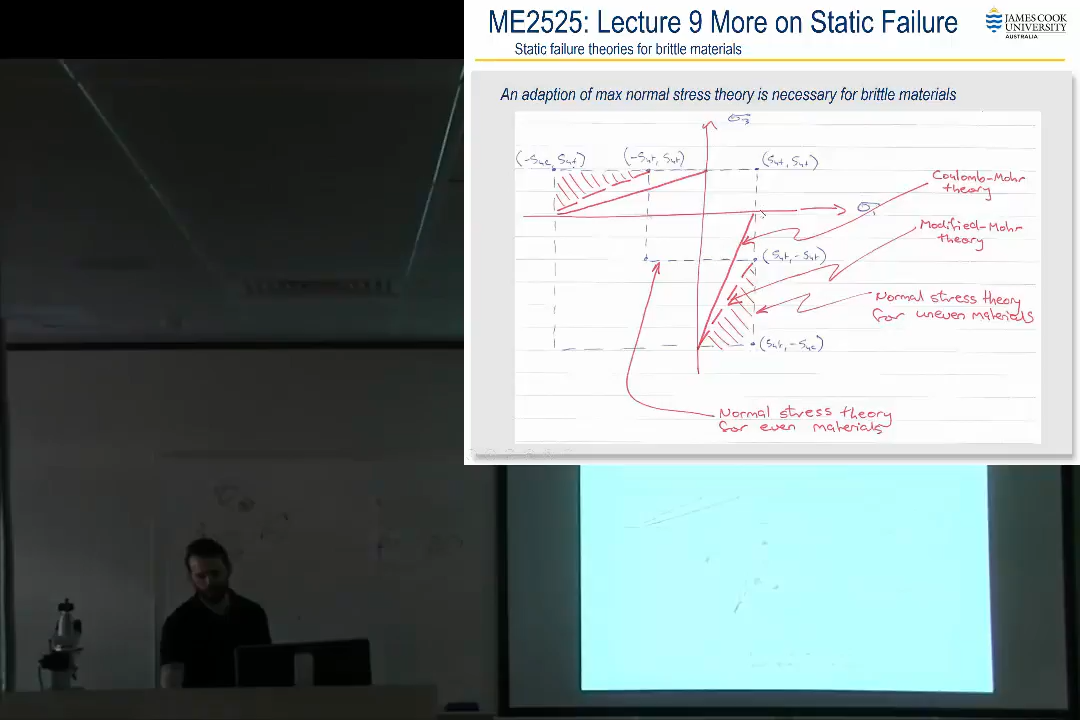 ME2525: Lecture 9 More on Static Failure
Static failure theories for brittle materials
JAMES COOK
UNIVERSITY
AUSTRALIA
An adaption of max normal stress theory is necessary for brittle materials
σ3
(-Suc, Sut)
(-Sut, Sut)
(Sut, Sut)
Coulomb-Mohr
theory
σ1
Modified-Mohr
theory
(Sut, -Sut)
Normal stress theory
for uneven materials
(Sut, -Suc)
Normal stress theory
for even materials